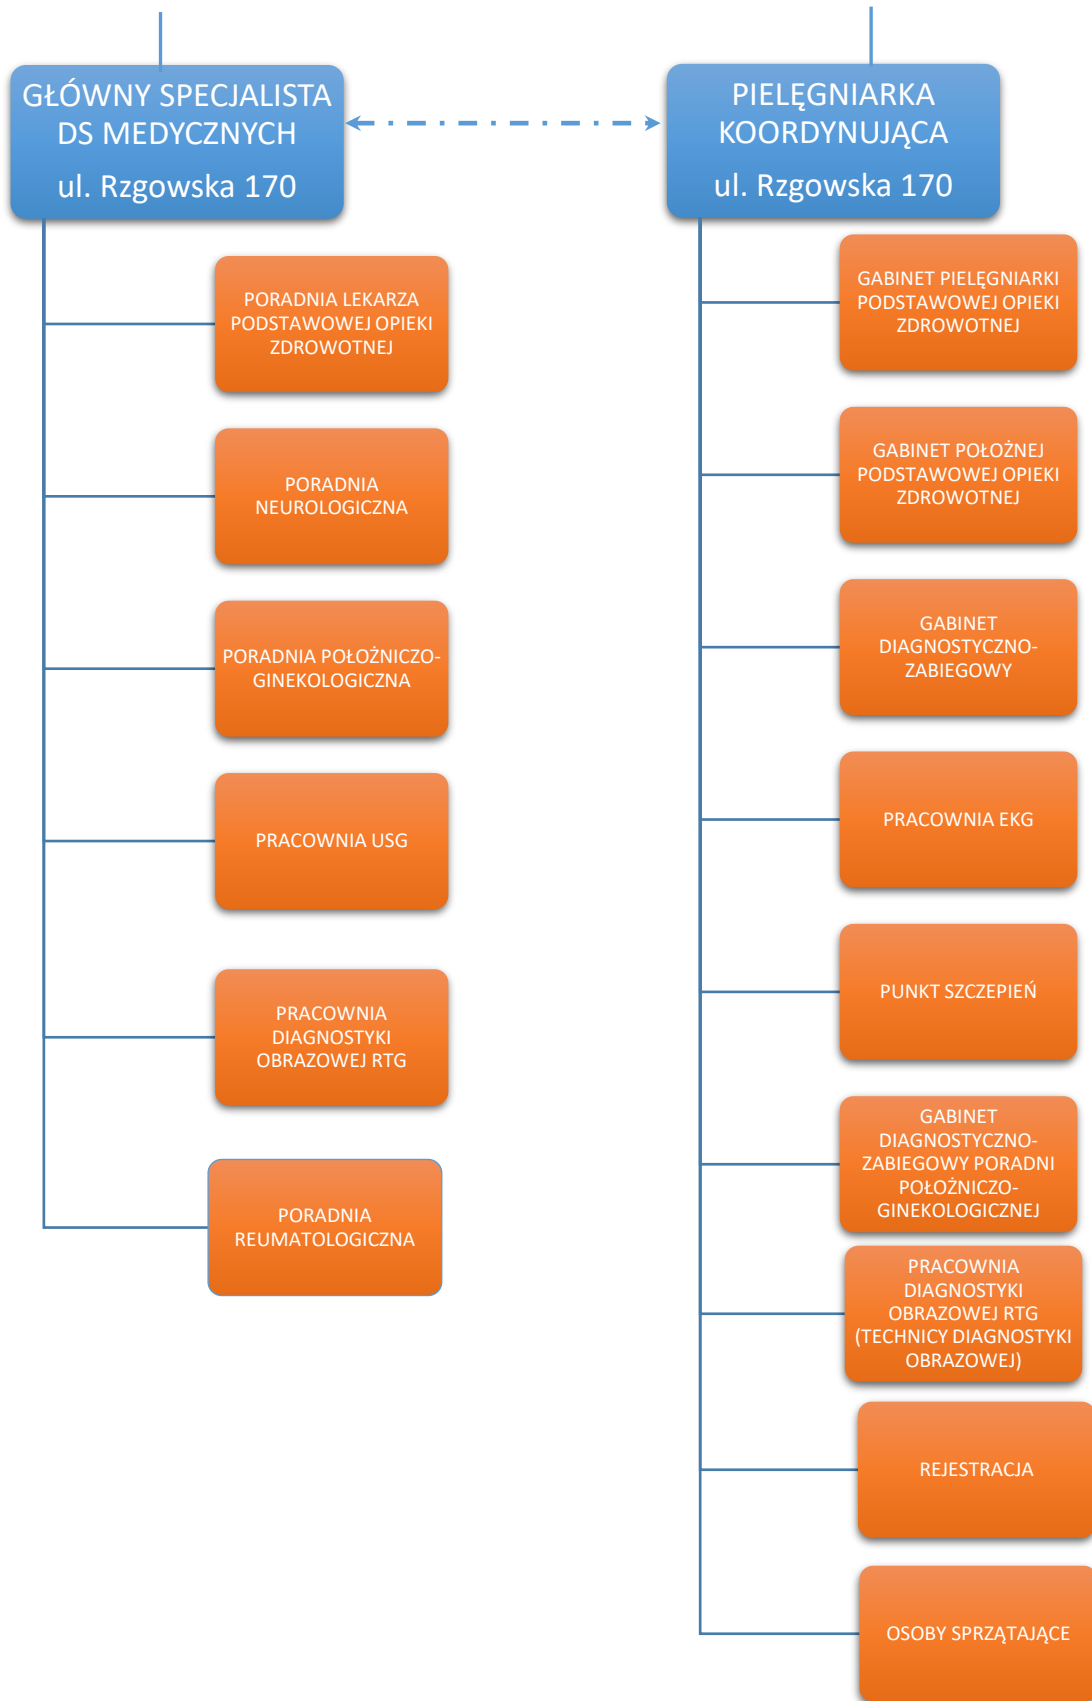 GŁÓWNY SPECJALISTA
DS MEDYCZNYCH
ul. Rzgowska 170
PORADNIA LEKARZA
PODSTAWOWEJ OPIEKI
ZDROWOTNEJ
PORADNIA
NEUROLOGICZNA
PORADNIA POŁOŻNICZO-
GINEKOLOGICZNA
PRACOWNIA USG
PRACOWNIA
DIAGNOSTYKI
OBRAZOWEJ RTG
PORADNIA
REUMATOLOGICZNA
PIELĘGNIARKA
KOORDYNUJĄCA
ul. Rzgowska 170
GABINET PIELĘGNIARKI
PODSTAWOWEJ OPIEKI
ZDROWOTNEJ
GABINET POŁOŻNEJ
PODSTAWOWEJ OPIEKI
ZDROWOTNEJ
GABINET
DIAGNOSTYCZNO-
ZABIEGOWY
PRACOWNIA EKG
PUNKT SZCZEPIEŃ
GABINET
DIAGNOSTYCZNO-
ZABIEGOWY PORADNI
POŁOŻNICZO-
GINEKOLOGICZNEJ
PRACOWNIA
DIAGNOSTYKI
OBRAZOWEJ RTG
(TECHNICY DIAGNOSTYKI
OBRAZOWEJ)
REJESTRACJA
OSOBY SPRZĄTAJĄCE